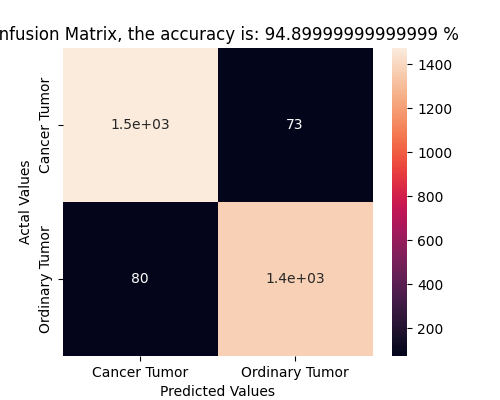 nfusion Matrix, the accuracy is: 94.89999999999999 %
Cancer Tumor
Ordinary Tumor
Actal Values
1.5e+03
73
80
1.4e+03
Cancer Tumor
Ordinary Tumor
Predicted Values
1400
1200
1000
800
600
400
200